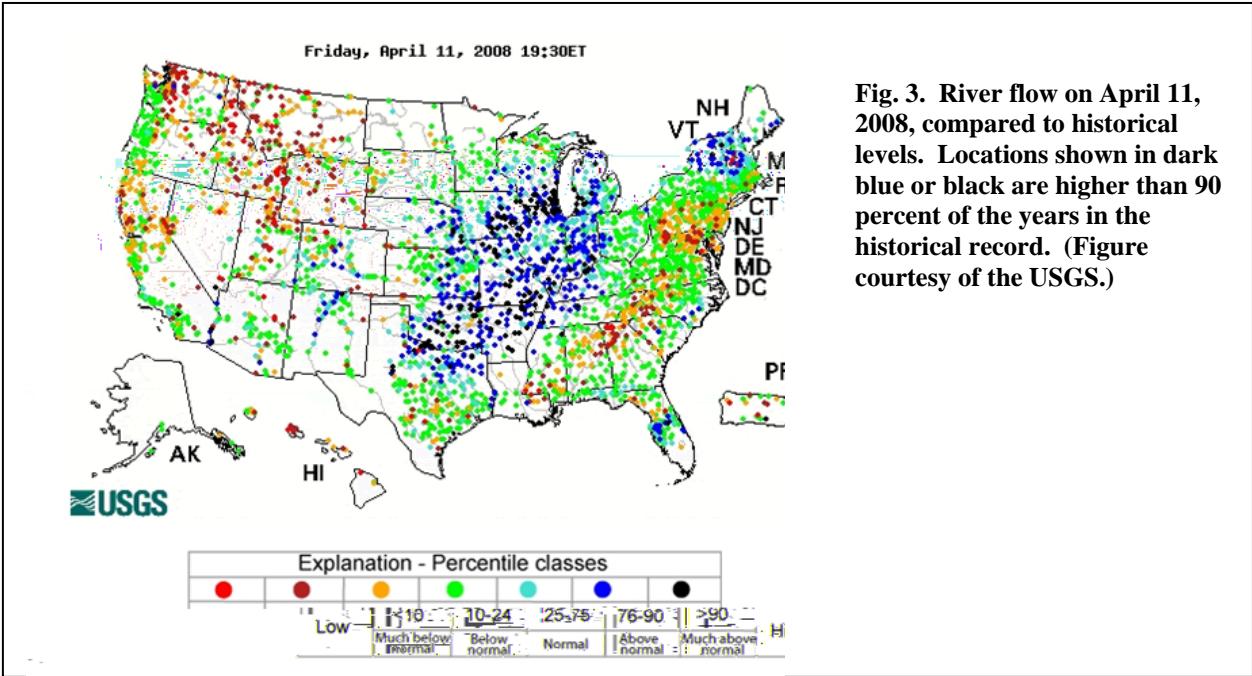 Friday, April 11, 2008 19:30ET
NH
VT
M
R
CT
NJ
DE
MD
DC
PR
AK
HI
USGS
Fig. 3. River flow on April 11,
2008, compared to historical
levels. Locations shown in dark
blue or black are higher than 90
percent of the years in the
historical record. (Figure
courtesy of the USGS.)
Explanation - Percentile classes
Low <10 10-24 25-75 76-90 >90 Hi
Much below normal Below normal Normal Above normal Much above normal